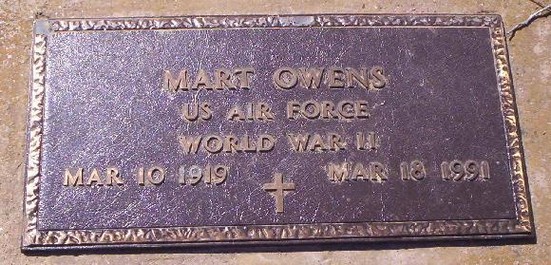 MART OWENS
US AIR FORCE
WORLD WAR II
MAR 10 1919 MAR 18 1991